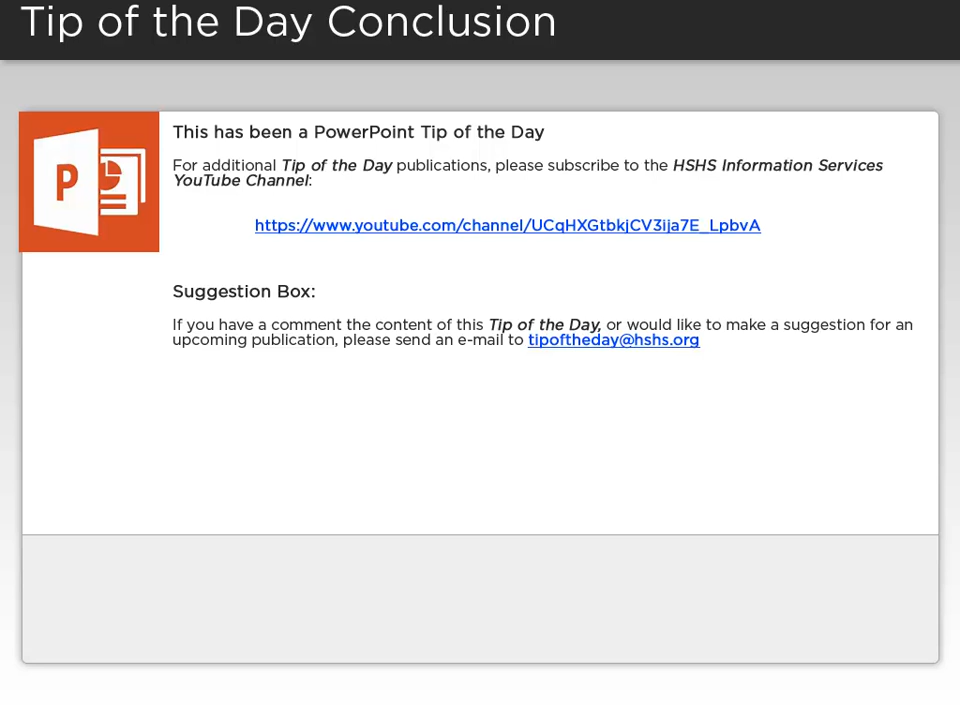 Tip of the Day Conclusion
P
This has been a PowerPoint Tip of the Day
For additional Tip of the Day publications, please subscribe to the HSHS Information Services
YouTube Channel:
https://www.youtube.com/channel/UCqHXGtbkjCV3ija7E_LpbvA
Suggestion Box:
If you have a comment the content of this Tip of the Day, or would like to make a suggestion for an
upcoming publication, please send an e-mail to tipoftheday@hshs.org